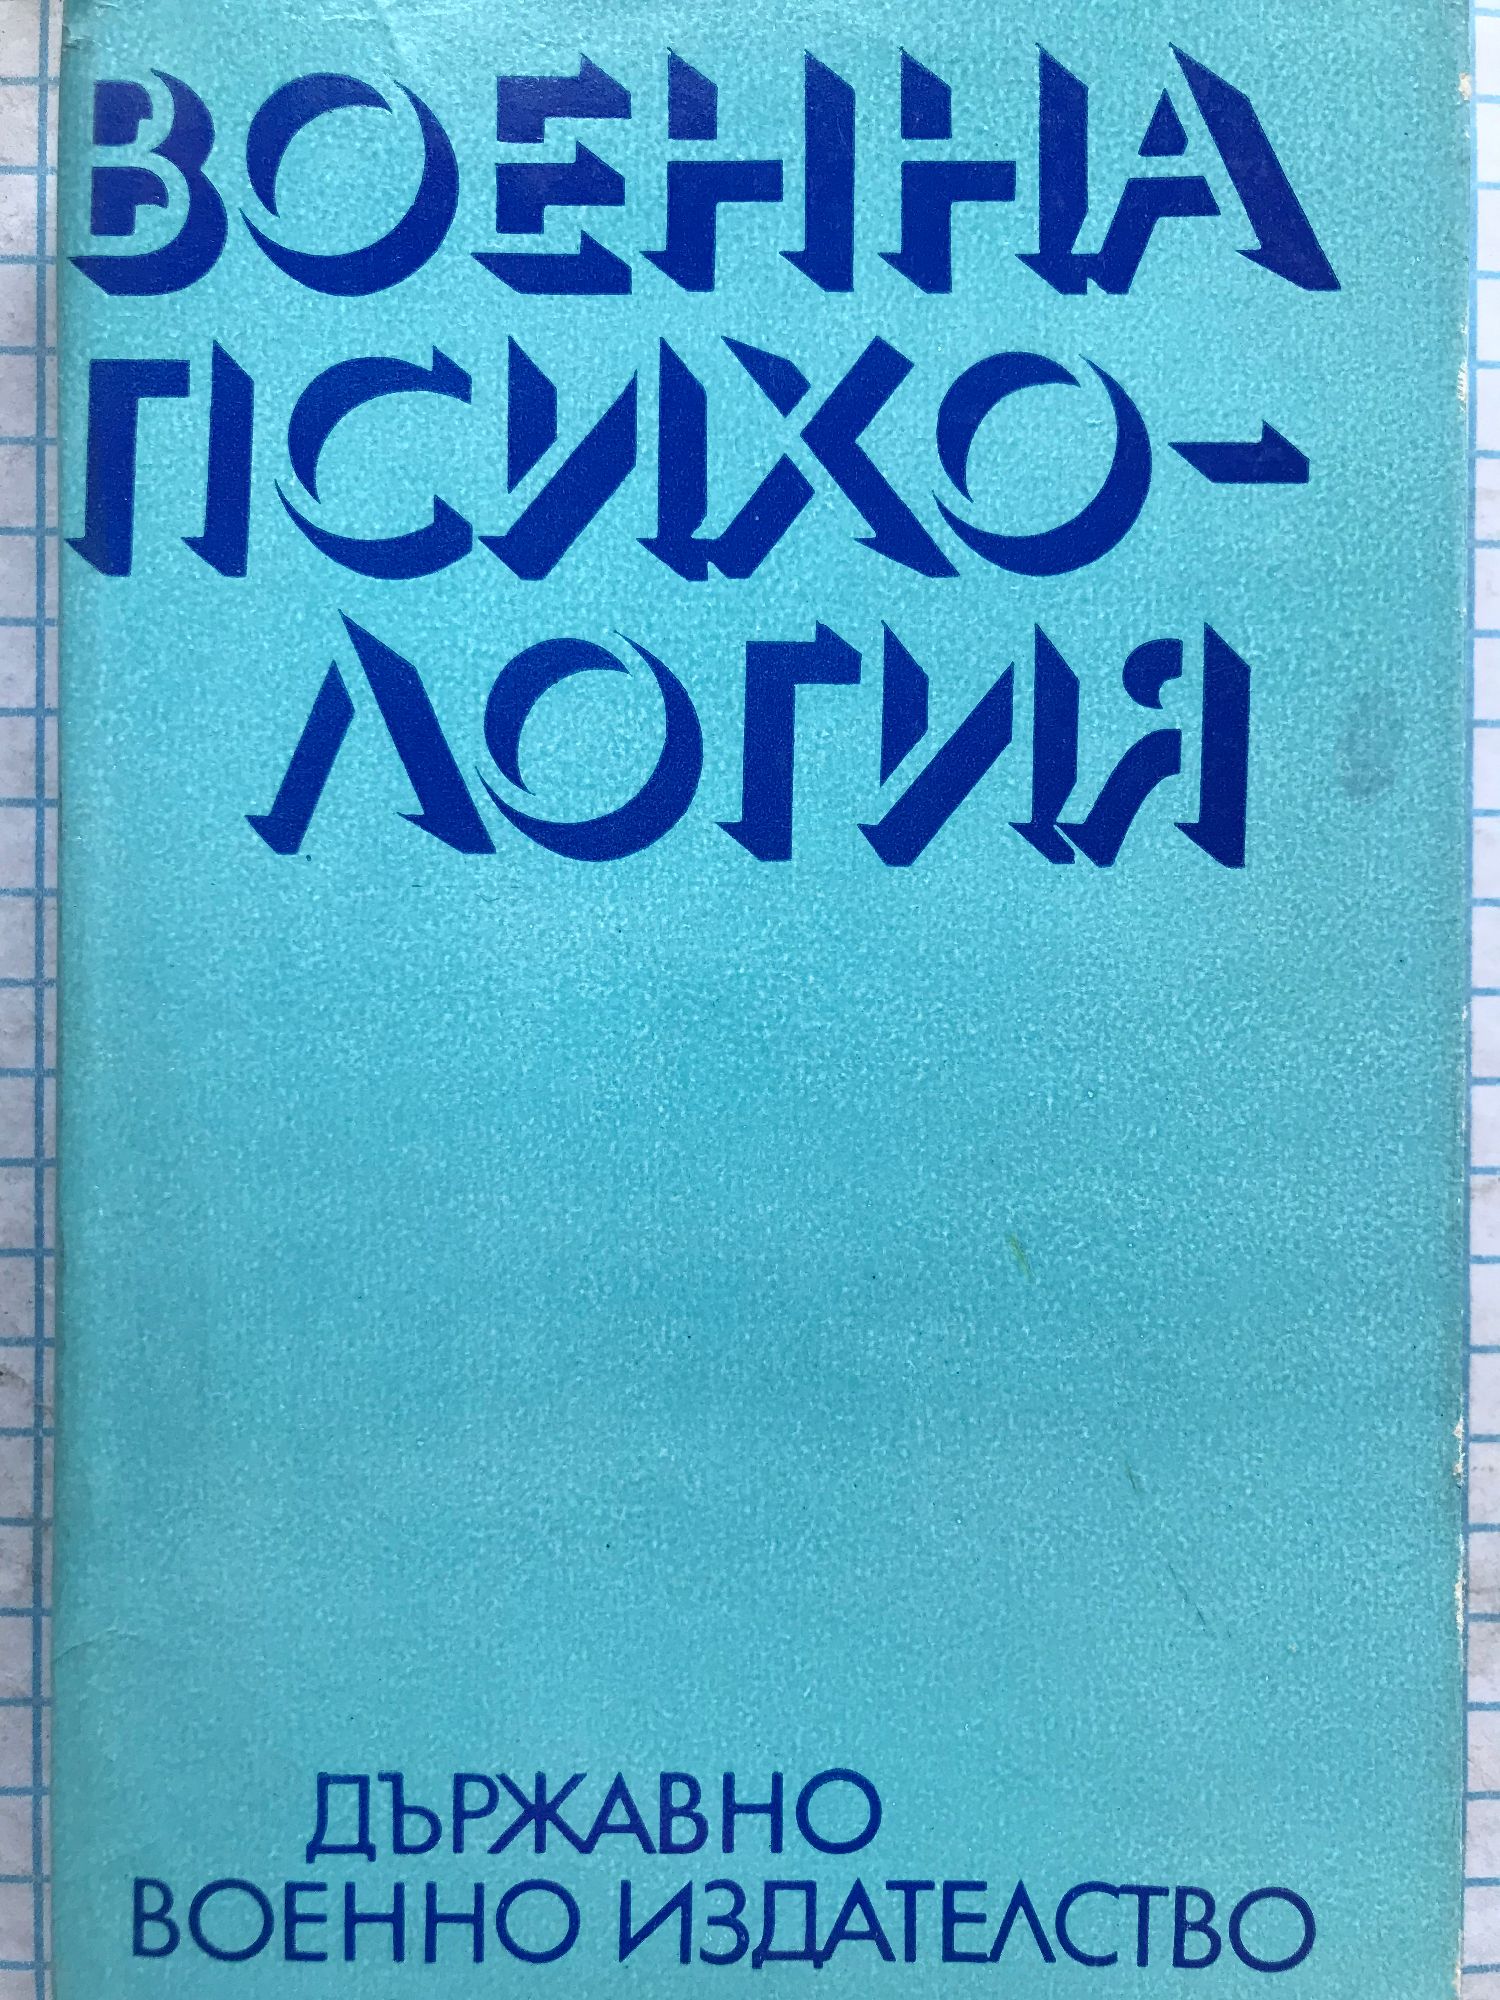 ВОЕННА
ПСИХО-
ЛОГИЯ
ДЪРЖАВНО
ВОЕННО ИЗДАТЕЛСТВО